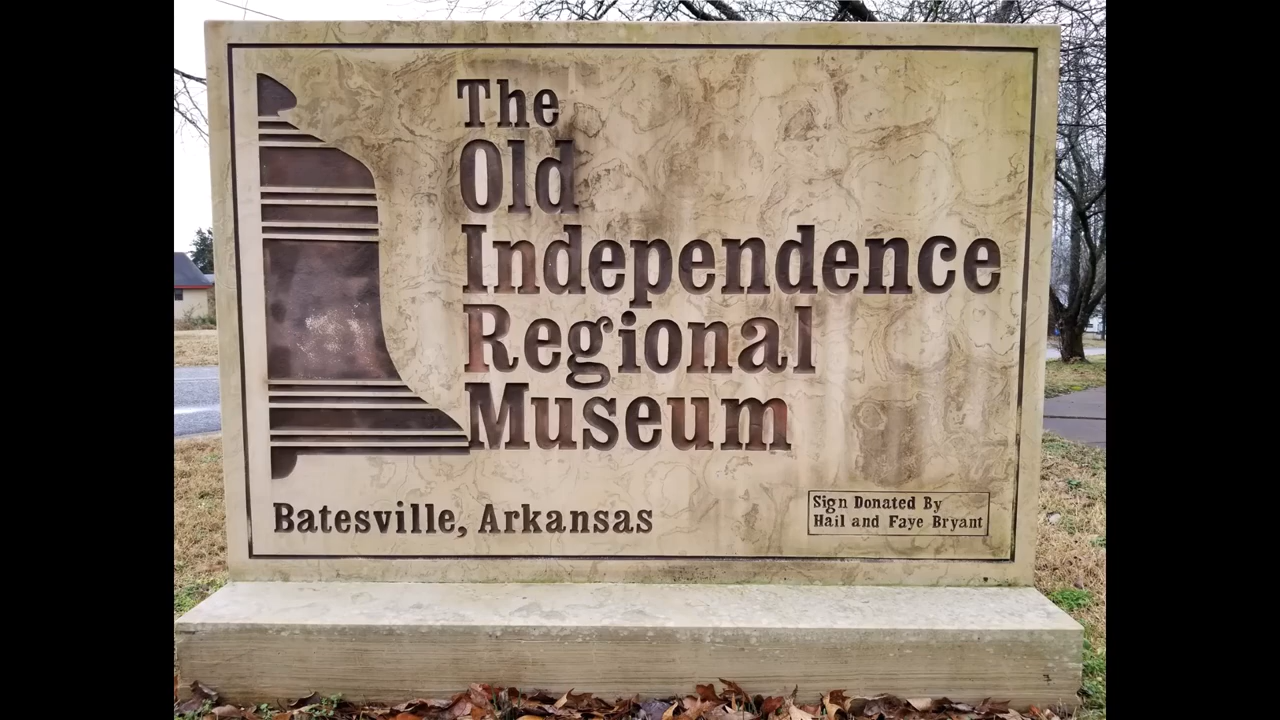 The
Old
Independence
Regional
Museum
Batesville, Arkansas
Sign Donated By
Hail and Faye Bryant